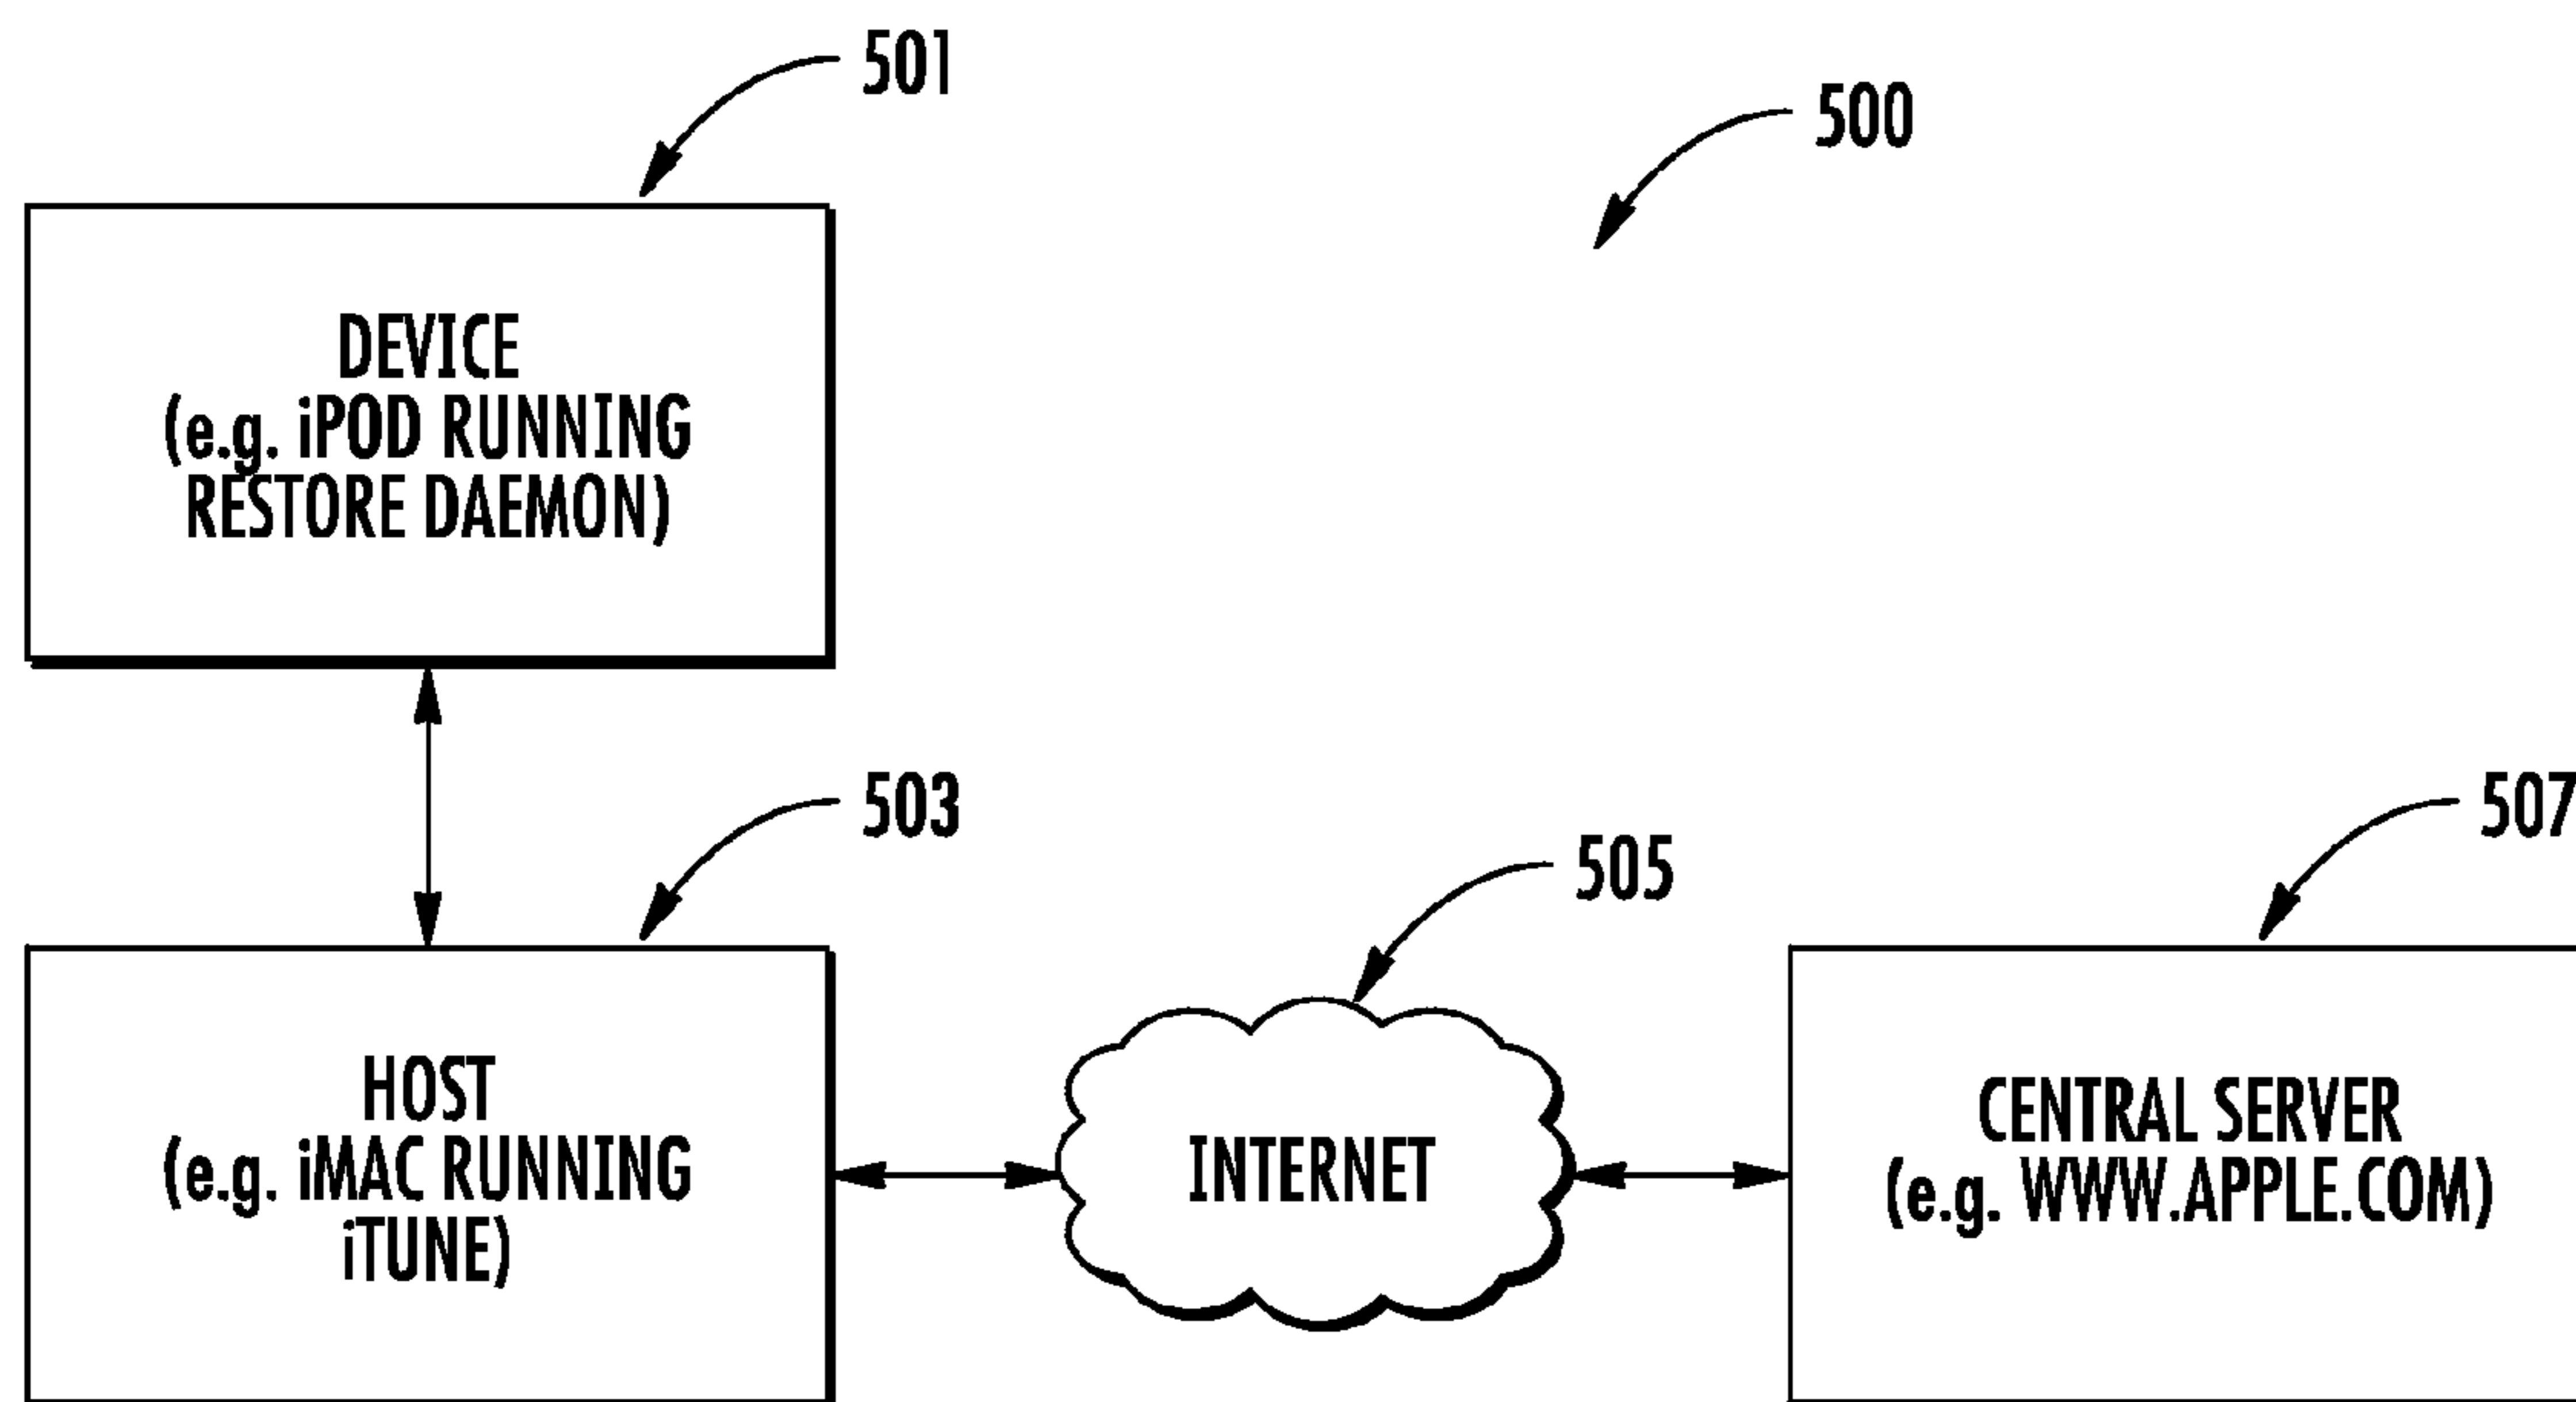 501
500
DEVICE
(e.g. iPOD RUNNING
RESTORE DAEMON)
503
505
507
HOST
(e.g. iMAC RUNNING
iTUNE)
INTERNET
CENTRAL SERVER
(e.g. WWW.APPLE.COM)